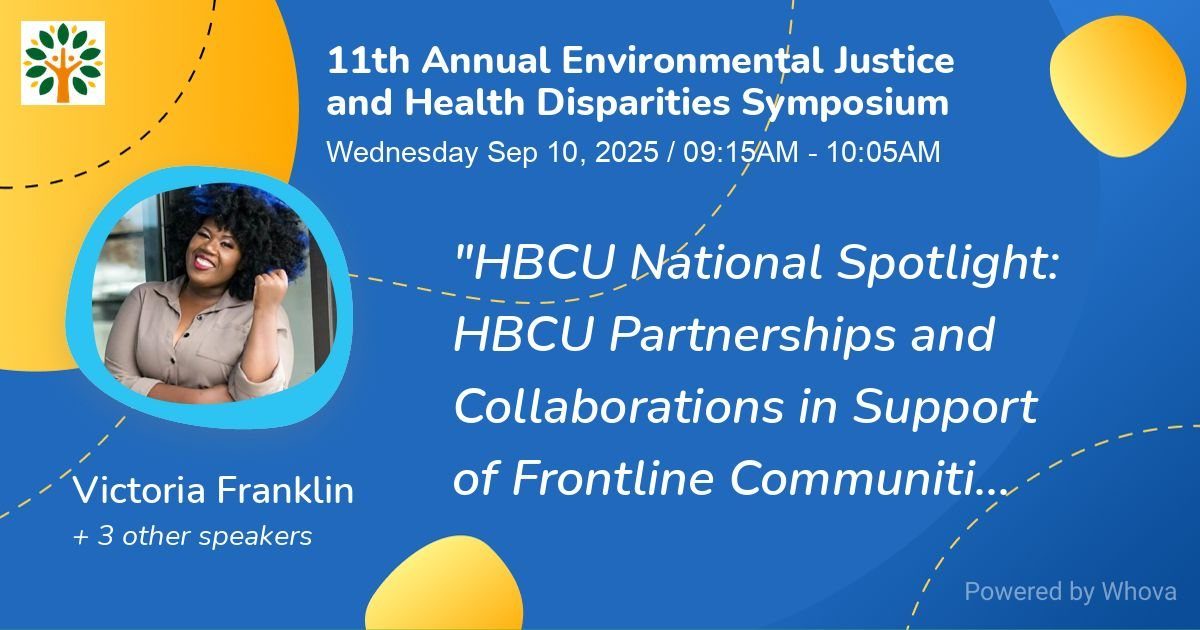 11th Annual Environmental Justice
and Health Disparities Symposium
Wednesday Sep 10, 2025 / 09:15AM - 10:05AM
"HBCU National Spotlight:
HBCU Partnerships and
Collaborations in Support
of Frontline Communiti...
Victoria Franklin
+ 3 other speakers
Powered by Whova